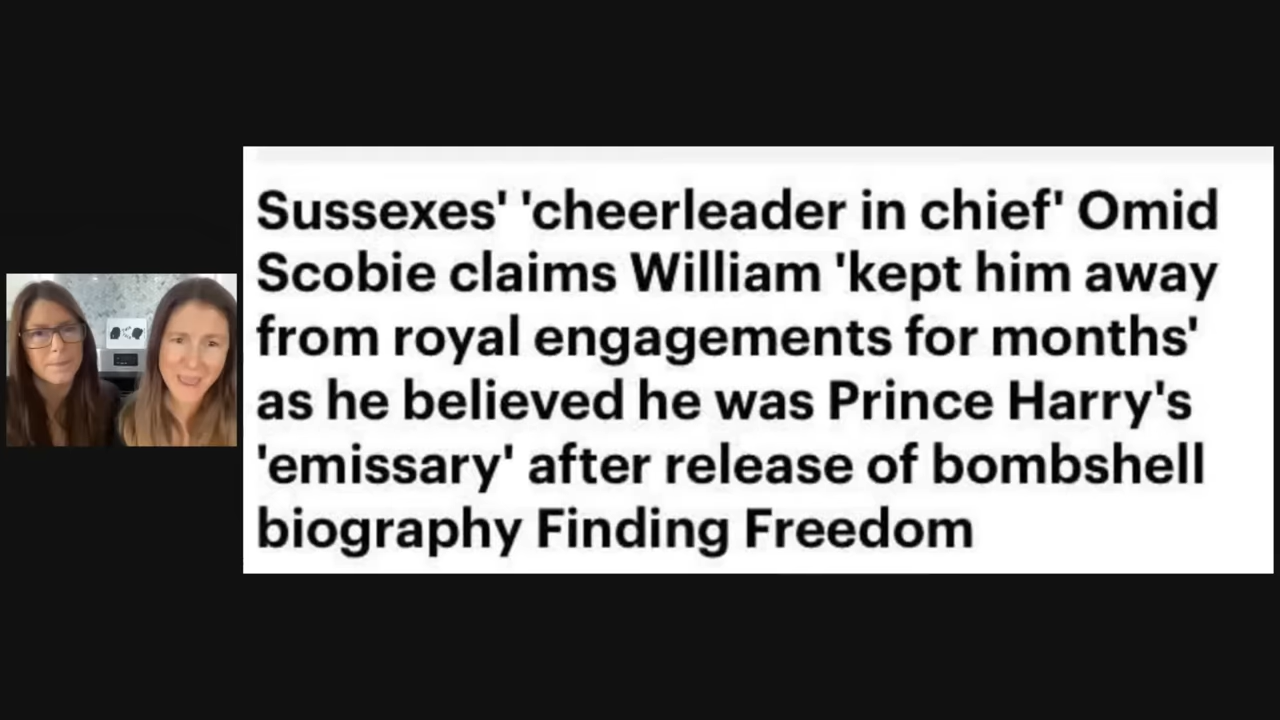 Sussexes' 'cheerleader in chief' Omid
Scobie claims William 'kept him away
from royal engagements for months'
as he believed he was Prince Harry's
'emissary' after release of bombshell
biography Finding Freedom